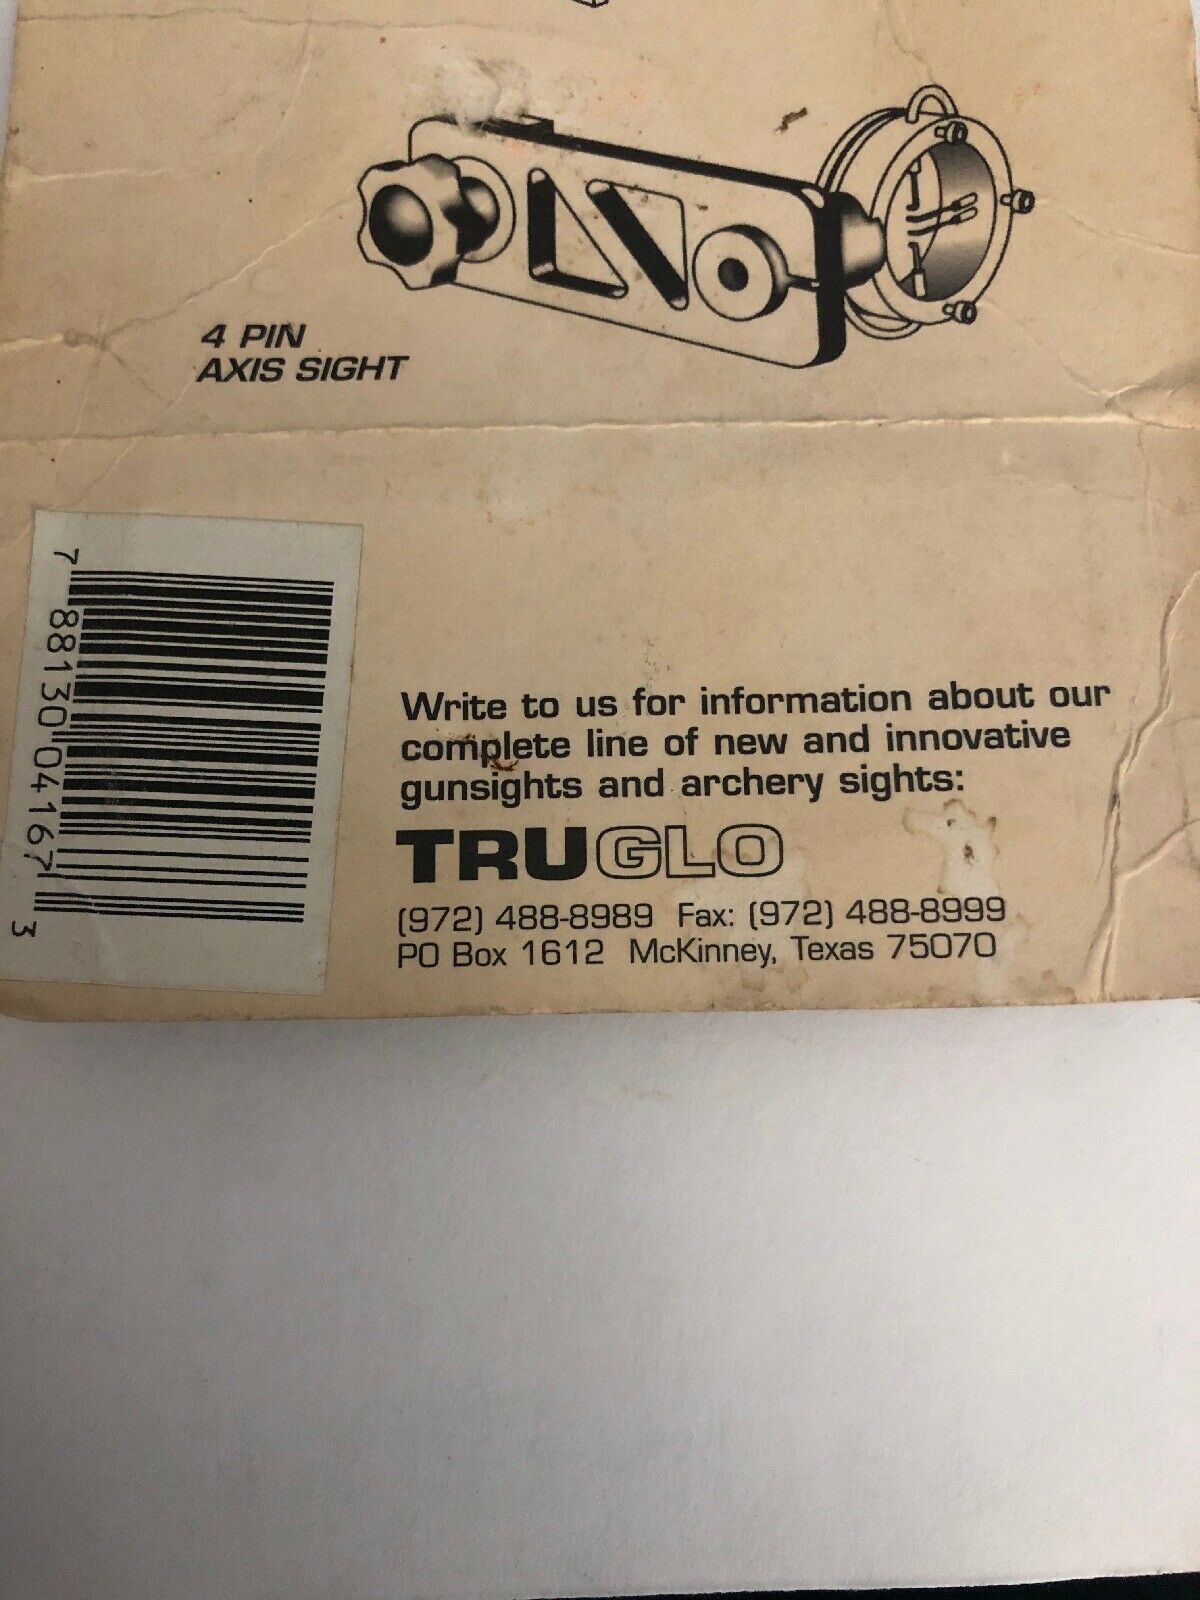 4 PIN
AXIS SIGHT
7 88130 04167 3
Write to us for information about our
complete line of new and innovative
gunsights and archery sights:
TRUGLO
(972) 488-8989 Fax: (972) 488-8999
PO Box 1612 McKinney, Texas 75070